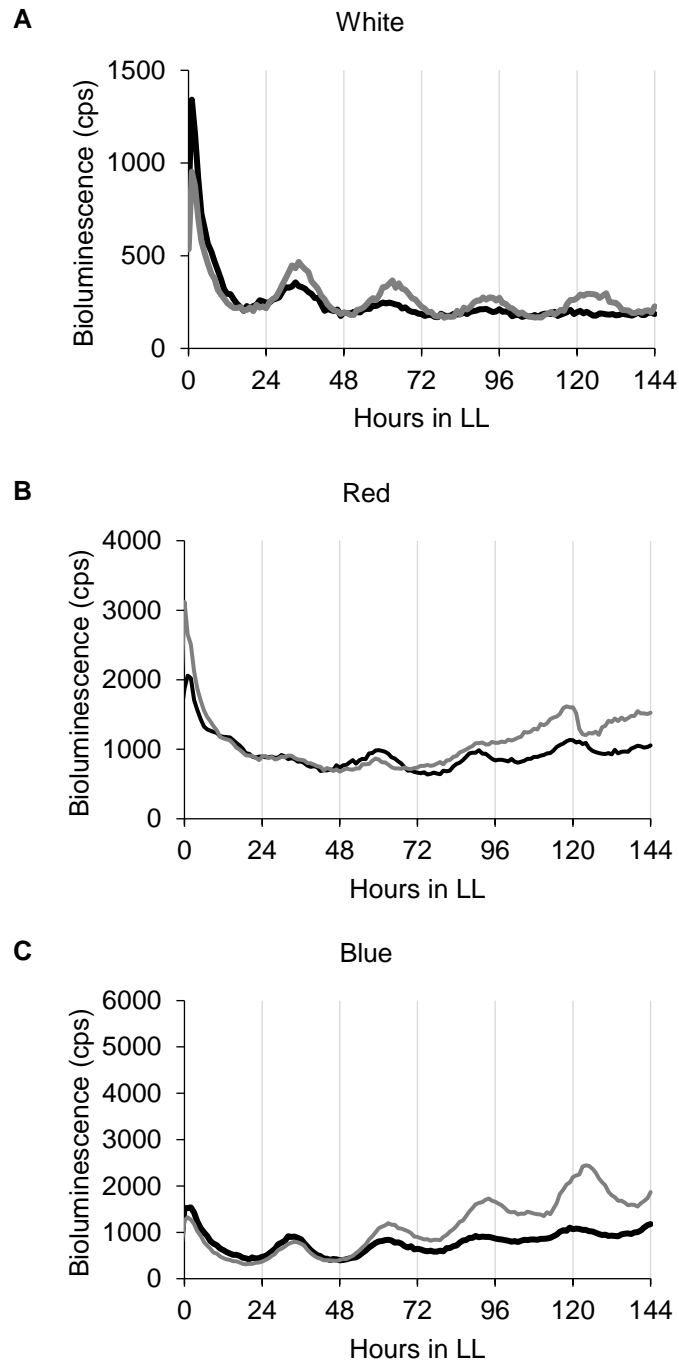 A
White
Bioluminescence (cps)
1500
1000
500
0
0 24 48 72 96 120 144
Hours in LL
B
Red
Bioluminescence (cps)
4000
3000
2000
1000
0
0 24 48 72 96 120 144
Hours in LL
C
Blue
Bioluminescence (cps)
6000
5000
4000
3000
2000
1000
0
0 24 48 72 96 120 144
Hours in LL